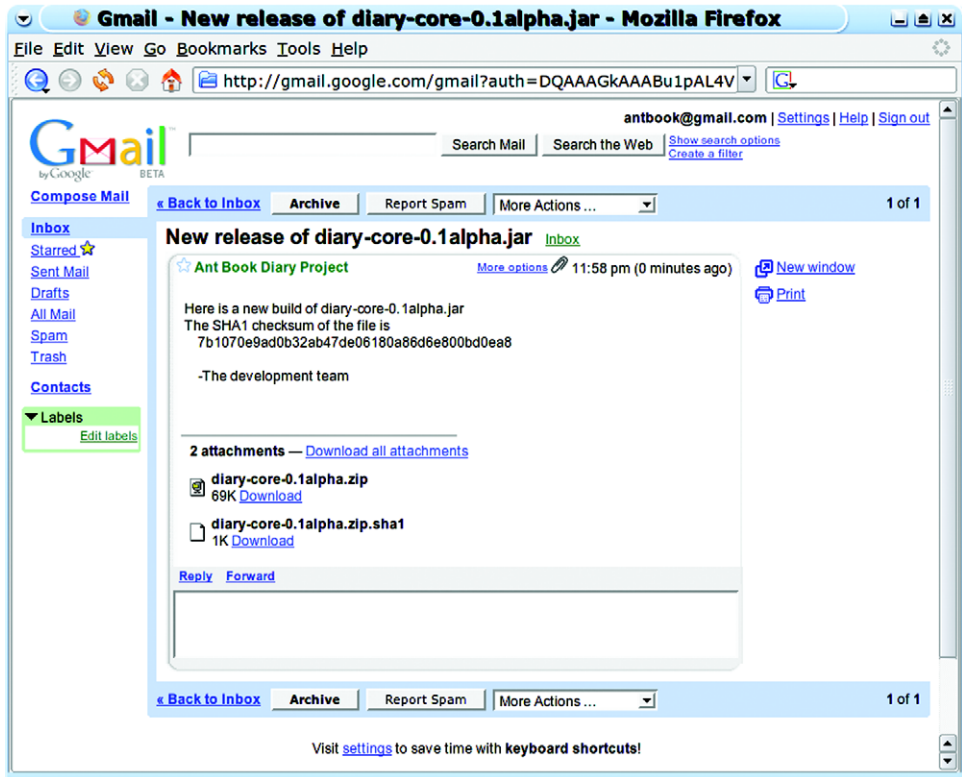 Gmail - New release of diary-core-0.1alpha.jar - Mozilla Firefox
File Edit View Go Bookmarks Tools Help
http://gmail.google.com/gmail?auth=DQAAAGkAAABu1pAL4V
G
antbook@gmail.com | Settings | Help | Sign out
Gmail
by Google BETA
Search Mail Search the Web Show search options
Create a filter
Compose Mail
« Back to Inbox Archive Report Spam More Actions ... 1 of 1
Inbox
Starred
Sent Mail
Drafts
All Mail
Spam
Trash
Contacts
Labels
Edit labels
New release of diary-core-0.1alpha.jar Inbox
Ant Book Diary Project More options 11:58 pm (0 minutes ago)
New window
Print
Here is a new build of diary-core-0.1alpha.jar
The SHA1 checksum of the file is
7b1070e9ad0b32ab47de06180a86d6e800bd0ea8
-The development team
2 attachments — Download all attachments
diary-core-0.1alpha.zip
69K Download
diary-core-0.1alpha.zip.sha1
1K Download
Reply Forward
« Back to Inbox Archive Report Spam More Actions ... 1 of 1
Visit settings to save time with keyboard shortcuts!